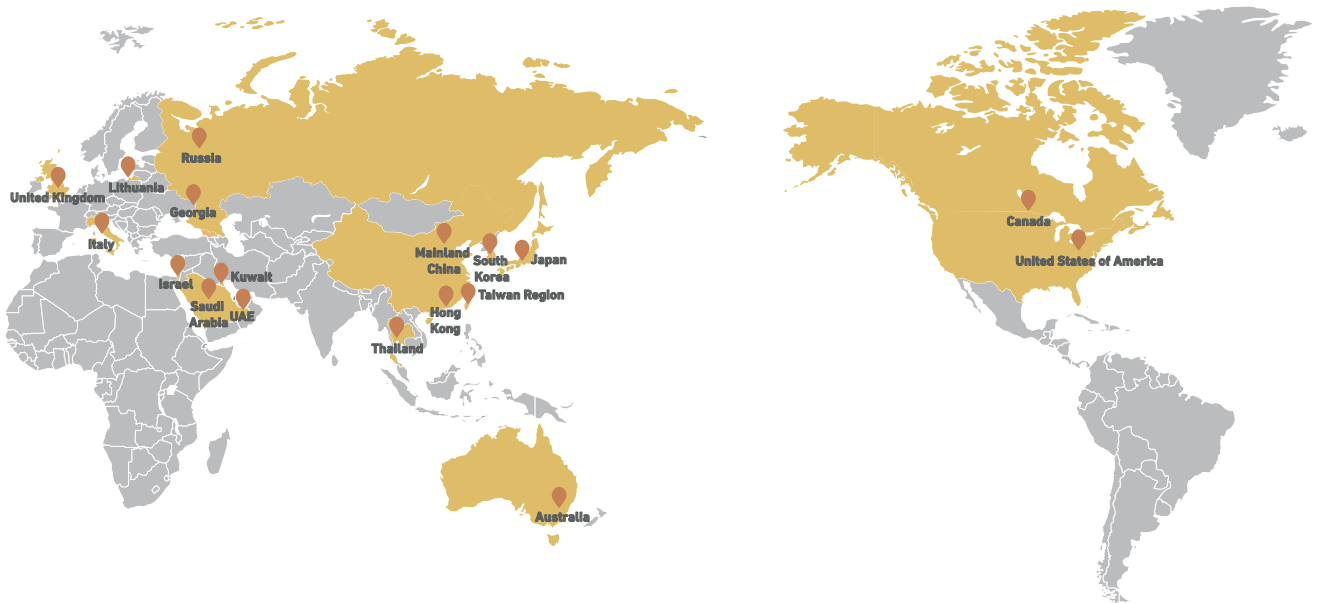 Russia
Lithuania
United Kingdom
Georgia
Italy
Israel
Kuwait
Saudi
Arabia
UAE
Mainland
China
South
Korea
Japan
Taiwan Region
Hong
Kong
Thailand
Australia
Canada
United States of America